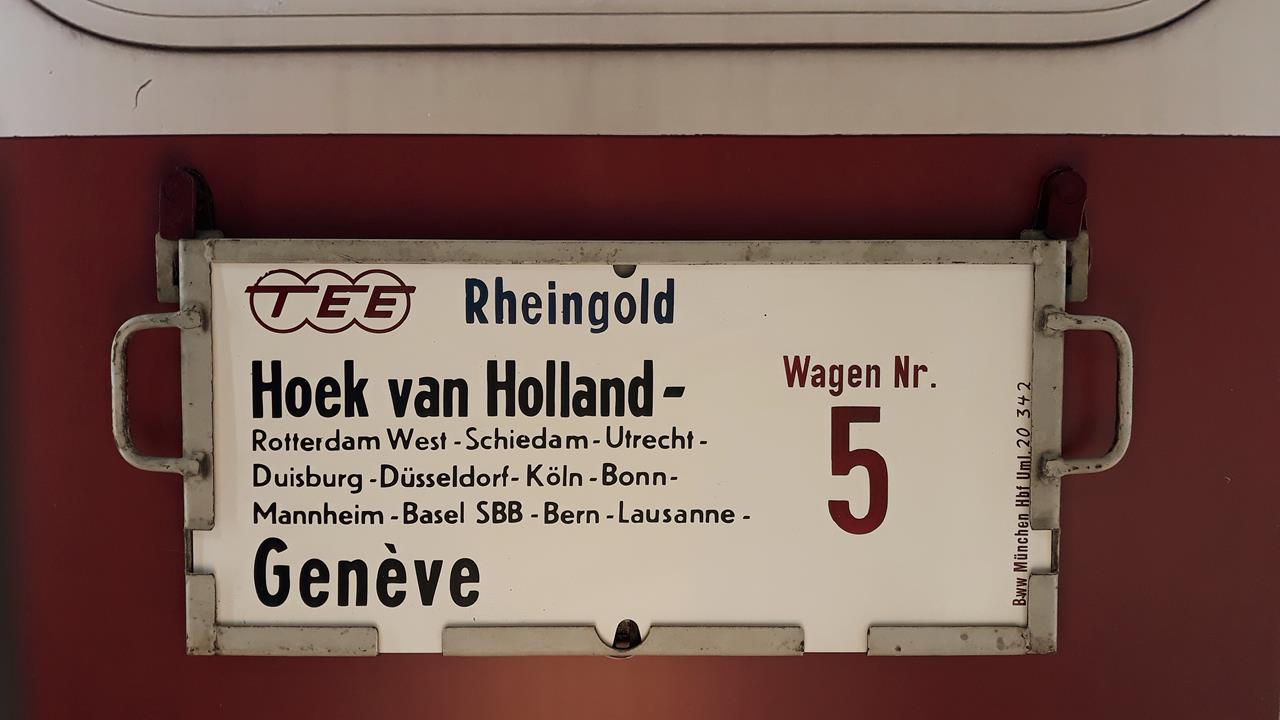 TEE Rheingold
Hoek van Holland-
Rotterdam West - Schiedam - Utrecht -
Duisburg - Düsseldorf - Köln - Bonn -
Mannheim - Basel SBB - Bern - Lausanne -
Genève
Wagen Nr.
5
Bww München Hbf Uml. 20 342